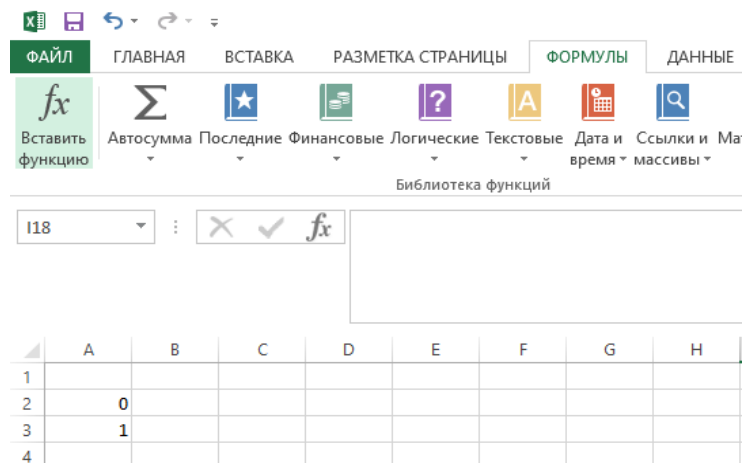 ФАЙЛ ГЛАВНАЯ ВСТАВКА РАЗМЕТКА СТРАНИЦЫ ФОРМУЛЫ ДАННЫЕ
fx
Вставить функцию
Автосумма
Последние
Финансовые
Логические
Текстовые
Дата и время
Ссылки и массивы
Ма
Библиотека функций
I18 fx
A B C D E F G H
1
2 0
3 1
4